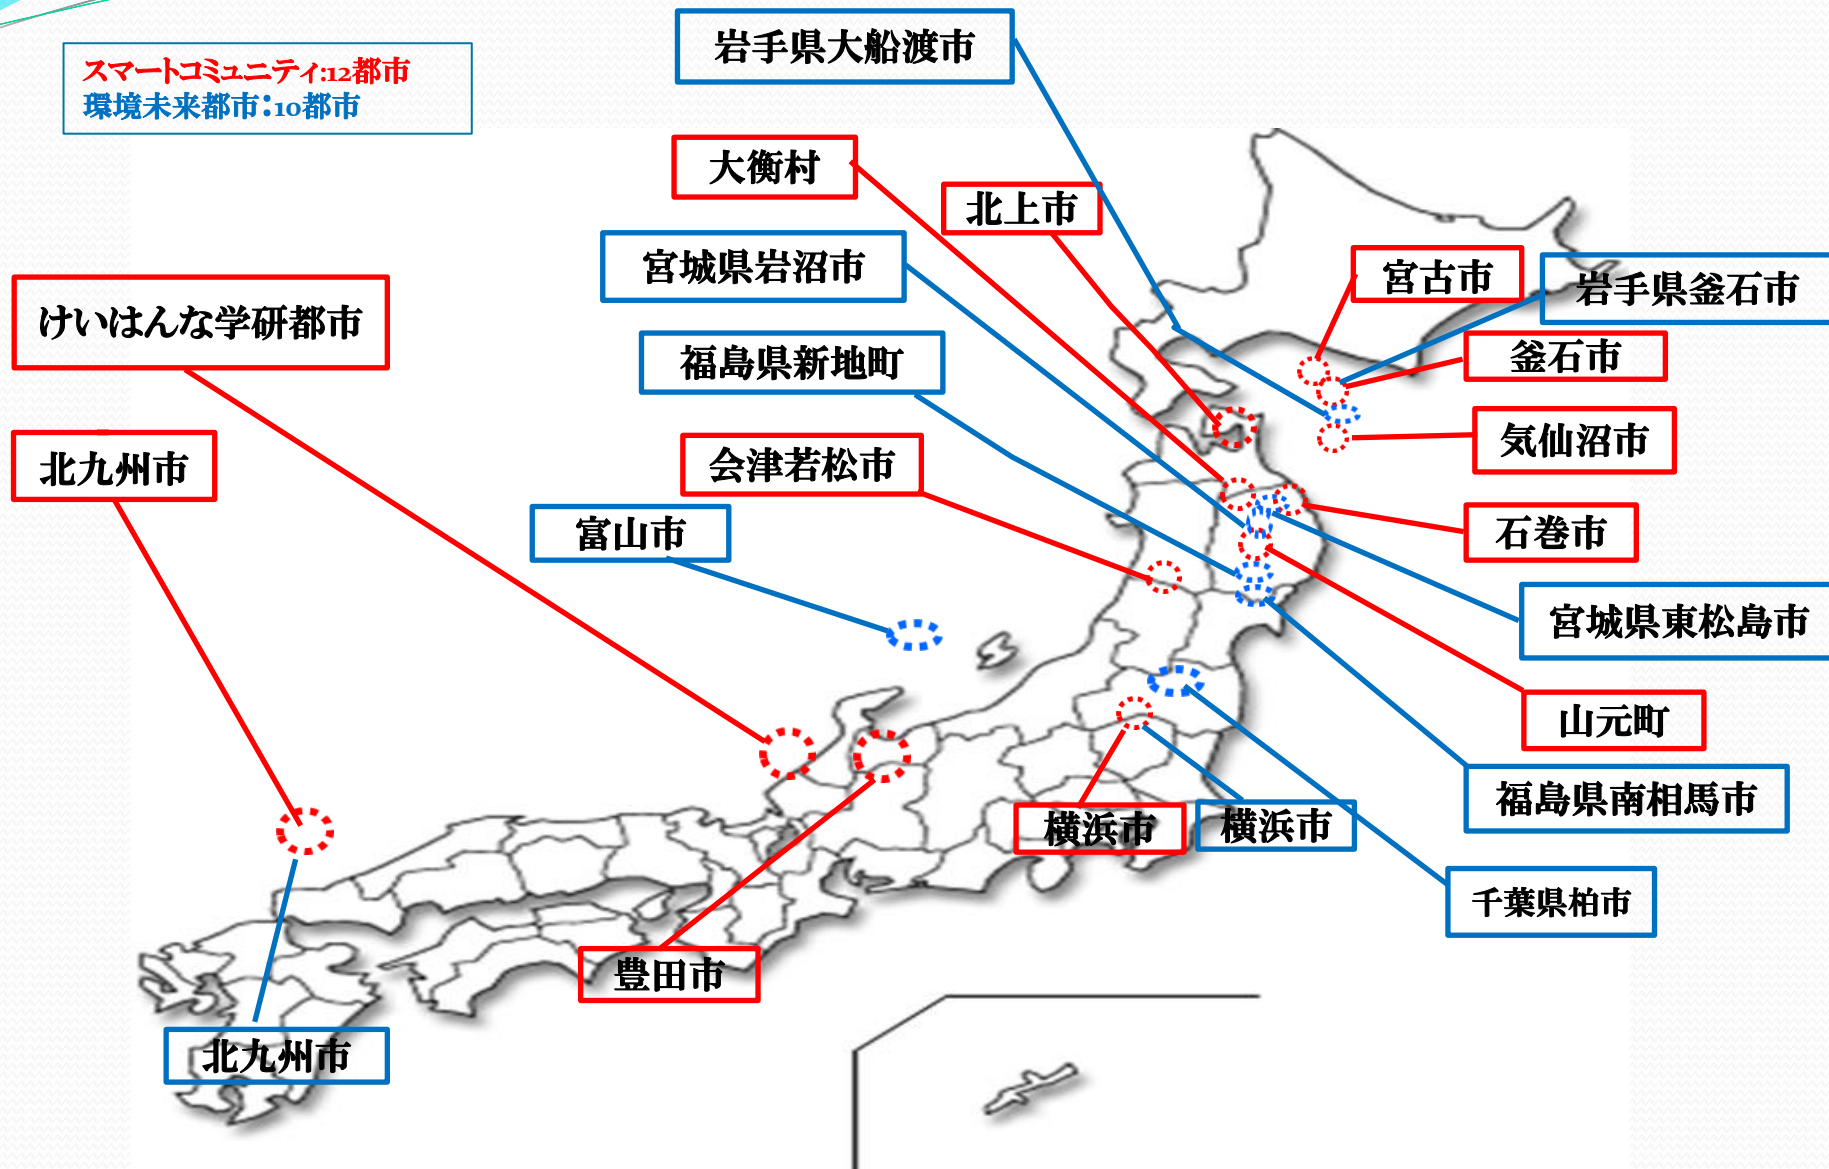 スマートコミュニティ:12都市
環境未来都市：10都市
岩手県大船渡市
大衡村
北上市
宮城県岩沼市
宮古市
岩手県釜石市
けいはんな学研都市
福島県新地町
釜石市
北九州市
会津若松市
気仙沼市
富山市
石巻市
宮城県東松島市
山元町
福島県南相馬市
横浜市
横浜市
千葉県柏市
豊田市
北九州市